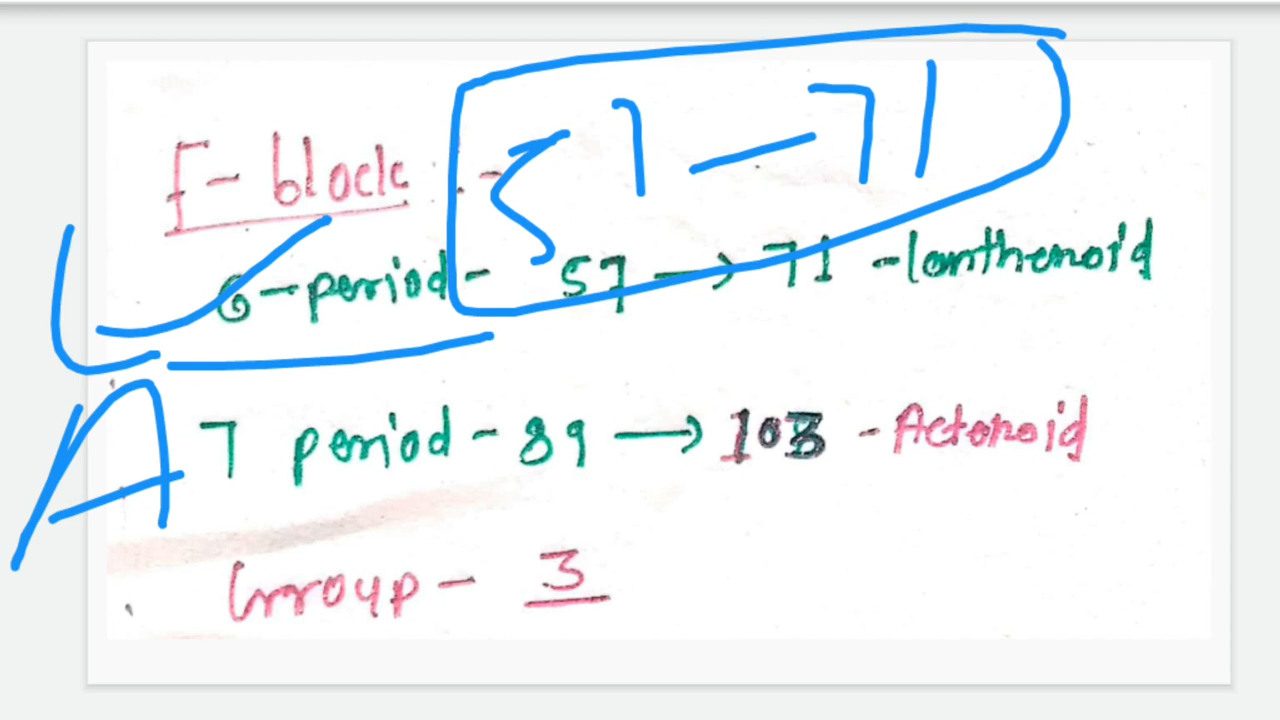 F - block :-
57 - 71
6 - period - 57 → 71 - lanthenoid
L
A
7 period - 89 → 103 - Actonoid
Group - 3